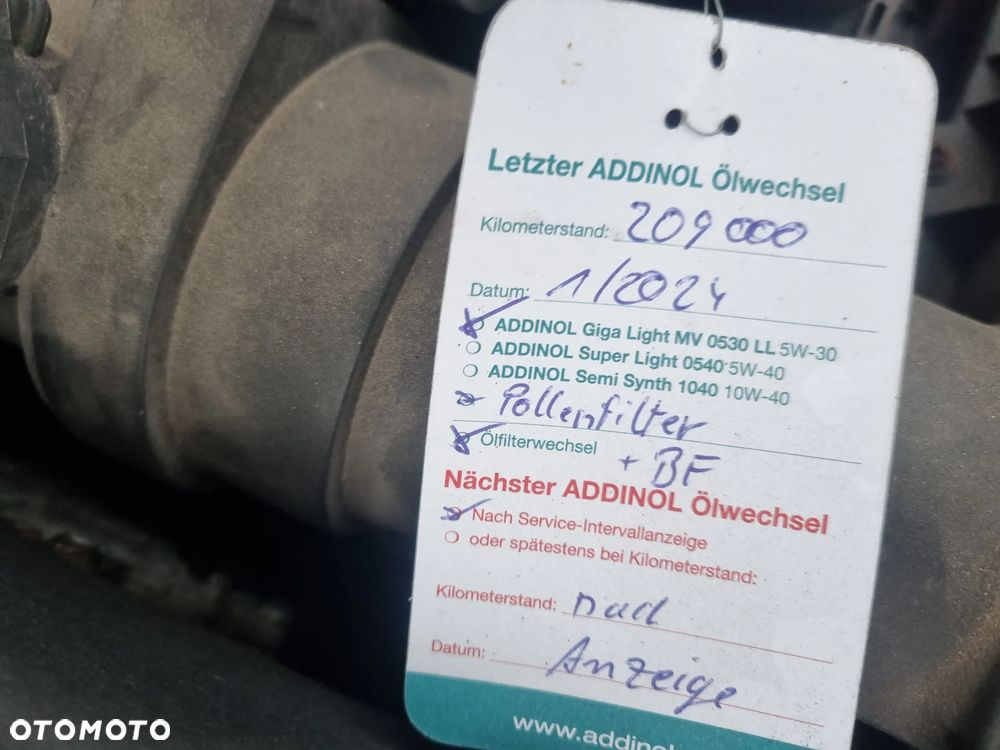 Letzter ADDINOL Ölwechsel
Kilometerstand: 209 000
Datum: 1/2024
ADDINOL Giga Light MV 0530 LL 5W-30
ADDINOL Super Light 0540 5W-40
ADDINOL Semi Synth 1040 10W-40
Pollenfilter
Ölfilterwechsel + BF
Nächster ADDINOL Ölwechsel
Nach Service-Intervallanzeige
oder spätestens bei Kilometerstand:
Kilometerstand: nach
Datum: Anzeige
www.addinol
OTOMOTO